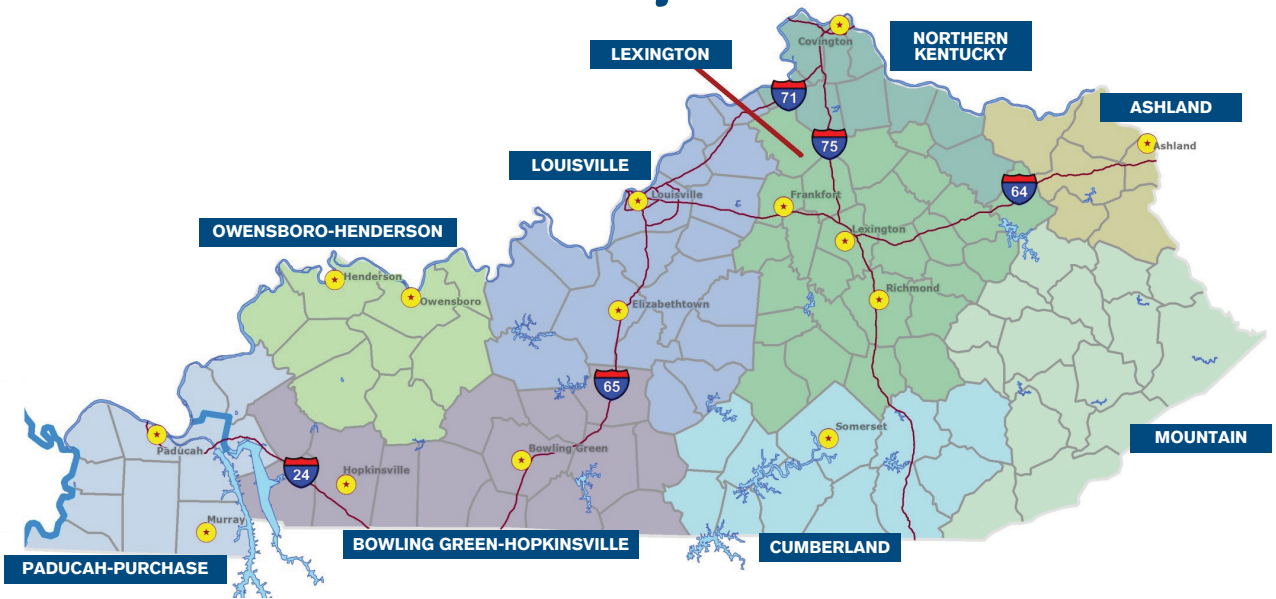 Covington
NORTHERN
KENTUCKY
LEXINGTON
71
ASHLAND
75
Ashland
LOUISVILLE
64
Louisville
Frankfort
OWENSBORO-HENDERSON
Lexington
Henderson
Owensboro
Richmond
Elizabethtown
65
Somerset
MOUNTAIN
Paducah
Bowling Green
24
Hopkinsville
Murray
BOWLING GREEN-HOPKINSVILLE
CUMBERLAND
PADUCAH-PURCHASE